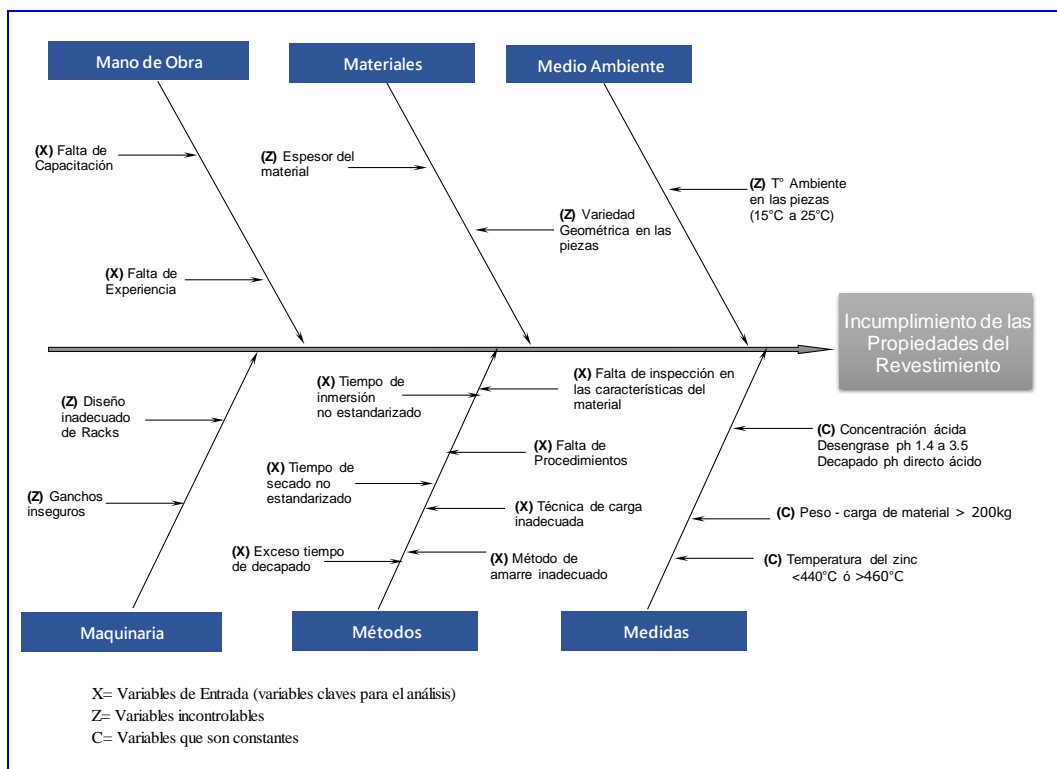 Mano de Obra
Materiales
Medio Ambiente
(X) Falta de
Capacitación
(Z) Espesor del
material
(Z) T° Ambiente
en las piezas
(15°C a 25°C)
(Z) Variedad
Geométrica en las
piezas
(X) Falta de
Experiencia
Incumplimiento de las
Propiedades del
Revestimiento
(X) Tiempo de
inmersión
no estandarizado
(X) Falta de inspección en
las características del
material
(Z) Diseño
inadecuado
de Racks
(C) Concentración ácida
Desengrase ph 1.4 a 3.5
Decapado ph directo ácido
(X) Falta de
Procedimientos
(X) Tiempo de
secado no
estandarizado
(Z) Ganchos
inseguros
(X) Técnica de carga
inadecuada
(C) Peso - carga de material > 200kg
(X) Exceso tiempo
de decapado
(X) Método de
amarre inadecuado
(C) Temperatura del zinc
<440°C ó >460°C
Maquinaria
Métodos
Medidas
X= Variables de Entrada (variables claves para el análisis)
Z= Variables incontrolables
C= Variables que son constantes